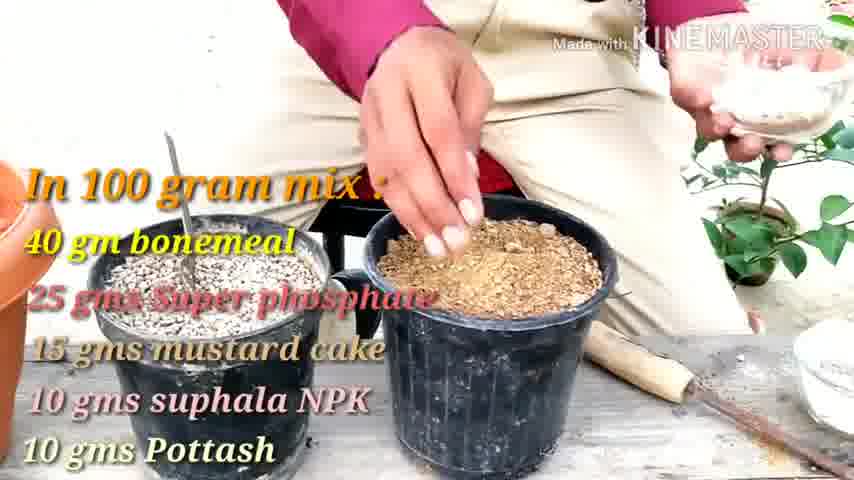 Made with KINEMASTER
In 100 gram mix :
40 gm bonemeal
25 gms Super phosphate
15 gms mustard cake
10 gms suphala NPK
10 gms Pottash